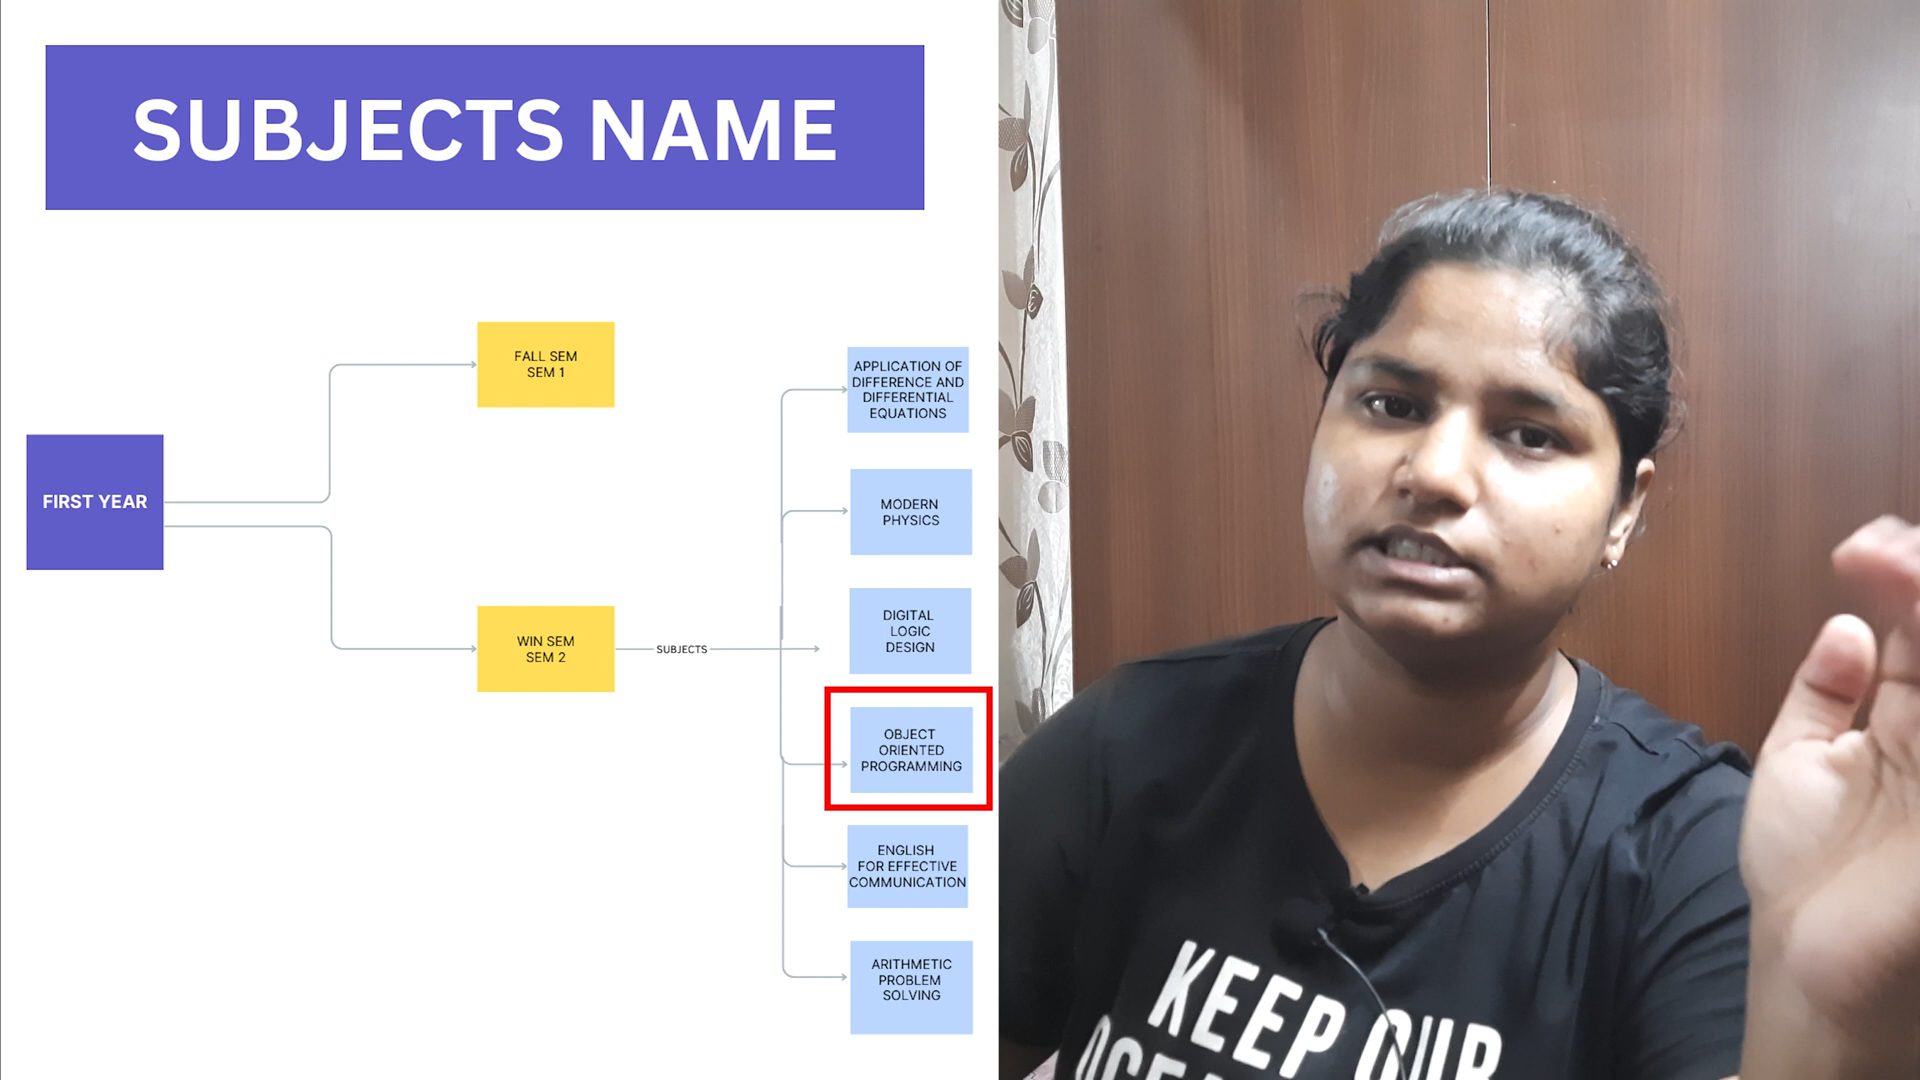 SUBJECTS NAME
FIRST YEAR
FALL SEM
SEM 1
WIN SEM
SEM 2
SUBJECTS
APPLICATION OF
DIFFERENCE AND
DIFFERENTIAL
EQUATIONS
MODERN
PHYSICS
DIGITAL
LOGIC
DESIGN
OBJECT
ORIENTED
PROGRAMMING
ENGLISH
FOR EFFECTIVE
COMMUNICATION
ARITHMETIC
PROBLEM
SOLVING
KEEP OUR